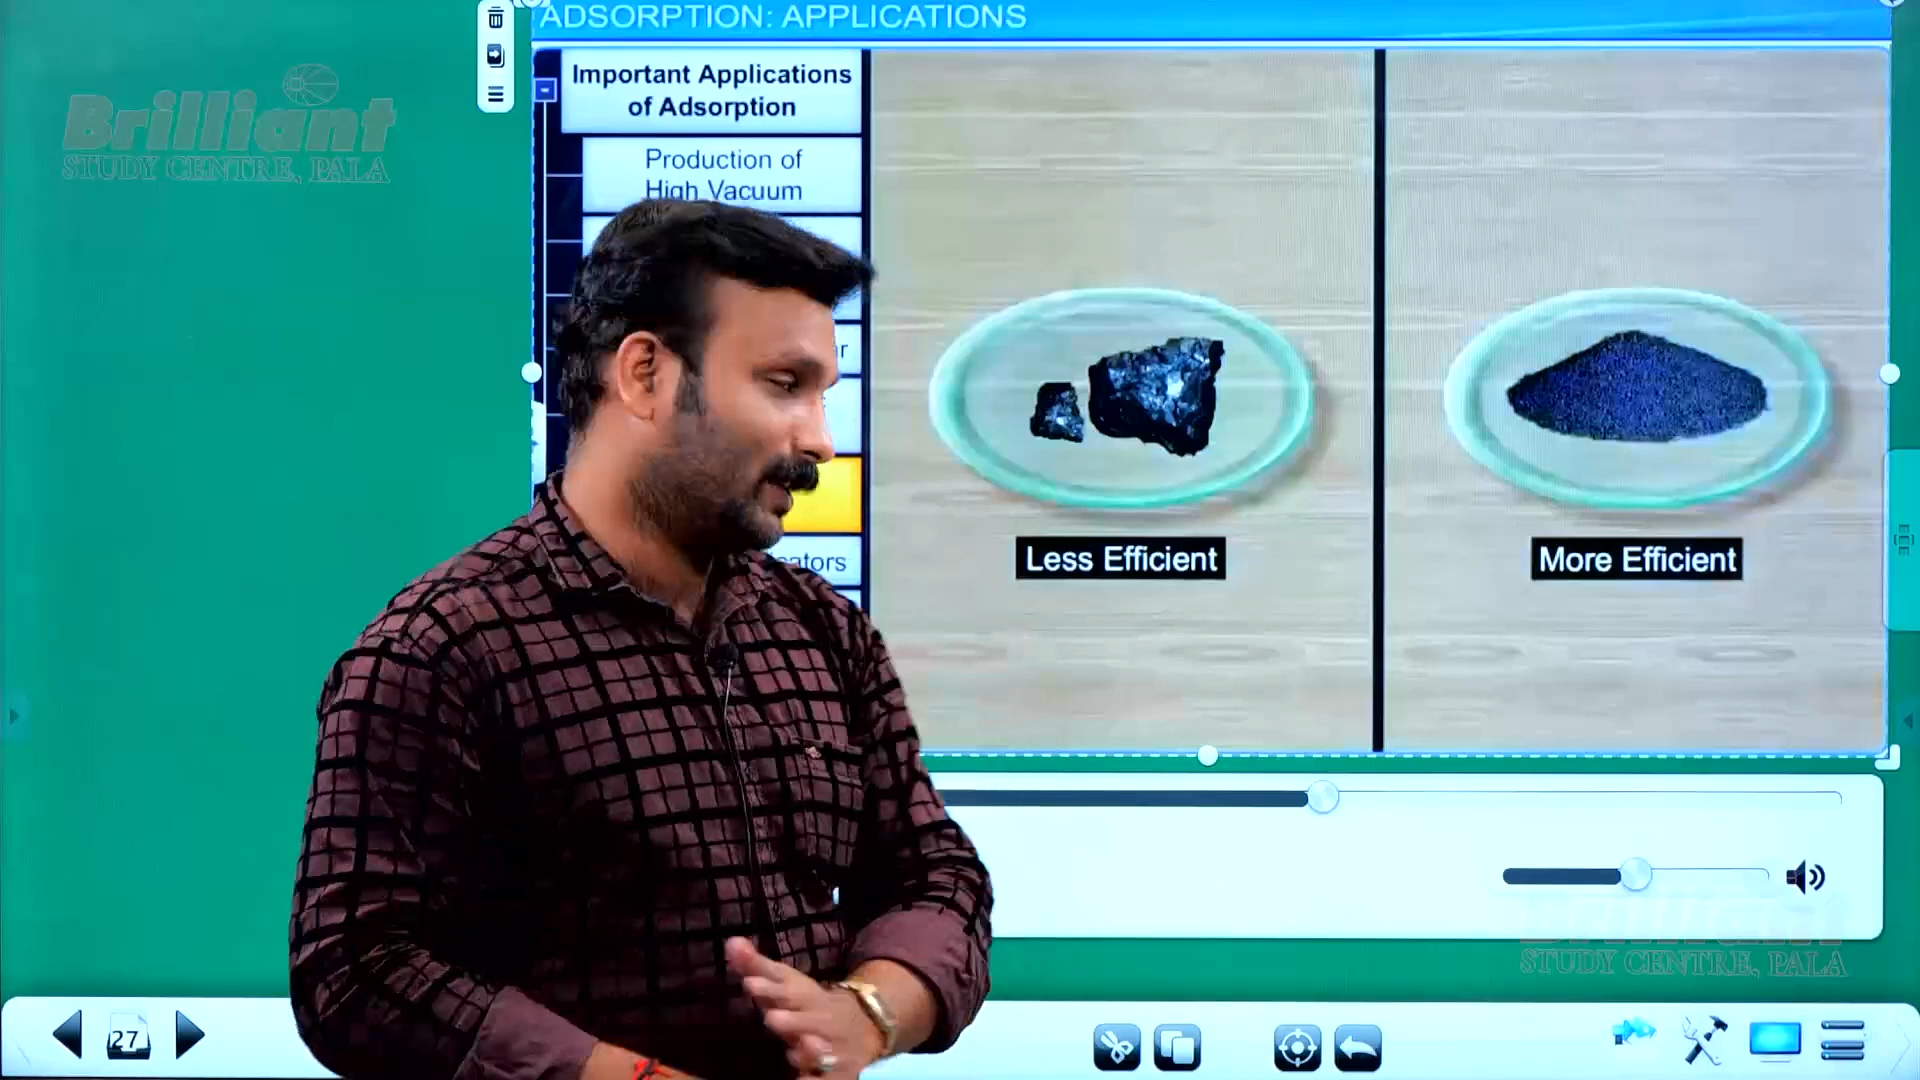 Brilliant
STUDY CENTRE, PALA
ADSORPTION: APPLICATIONS
Important Applications
of Adsorption
Production of
High Vacuum
Less Efficient
More Efficient
Brilliant
STUDY CENTRE, PALA
27